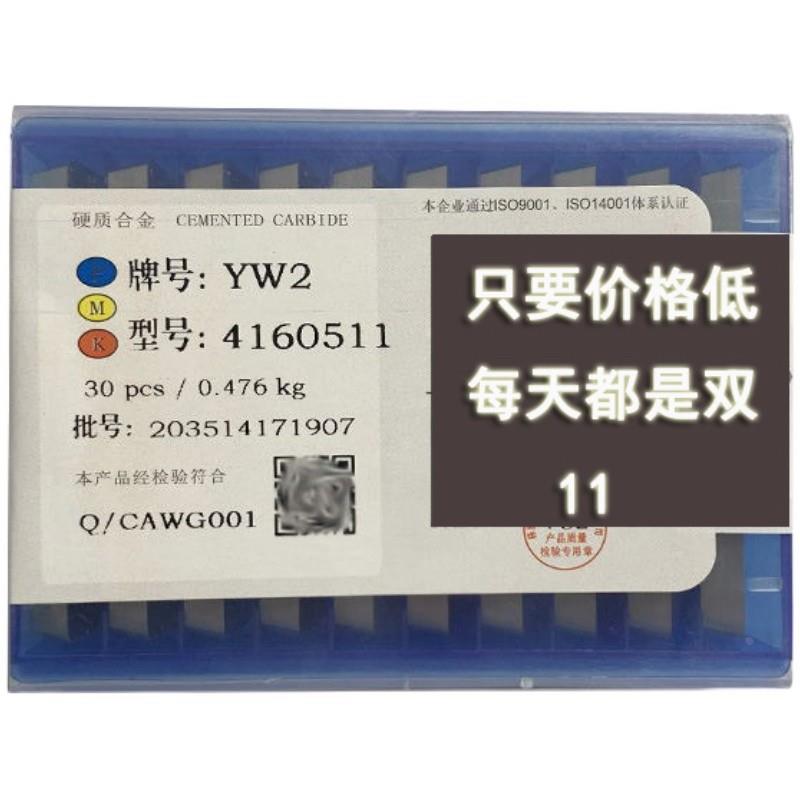 硬质合金 CEMENTED CARBIDE
本企业通过ISO9001、ISO14001体系认证
牌号: YW2
M
K
型号: 4160511
30 pcs / 0.476 kg
批号: 203514171907
本产品经检验符合
Q/CAWG001
只要价格低
每天都是双
11
产品质量
检验专用章